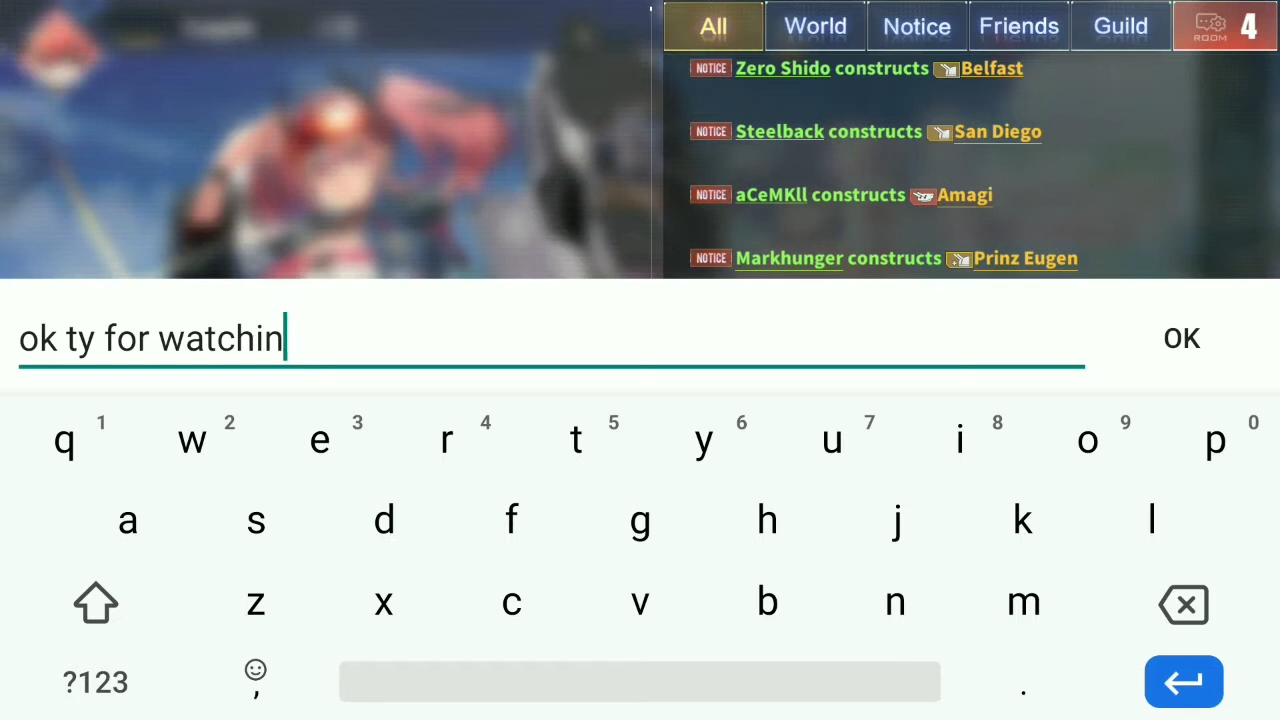 All World Notice Friends Guild ROOM 4
NOTICE Zero Shido constructs Belfast
NOTICE Steelback constructs San Diego
NOTICE aCeMKll constructs Amagi
NOTICE Markhunger constructs Prinz Eugen
ok ty for watchin OK
q 1 w 2 e 3 r 4 t 5 y 6 u 7 i 8 o 9 p 0
a s d f g h j k l
z x c v b n m
?123 , .